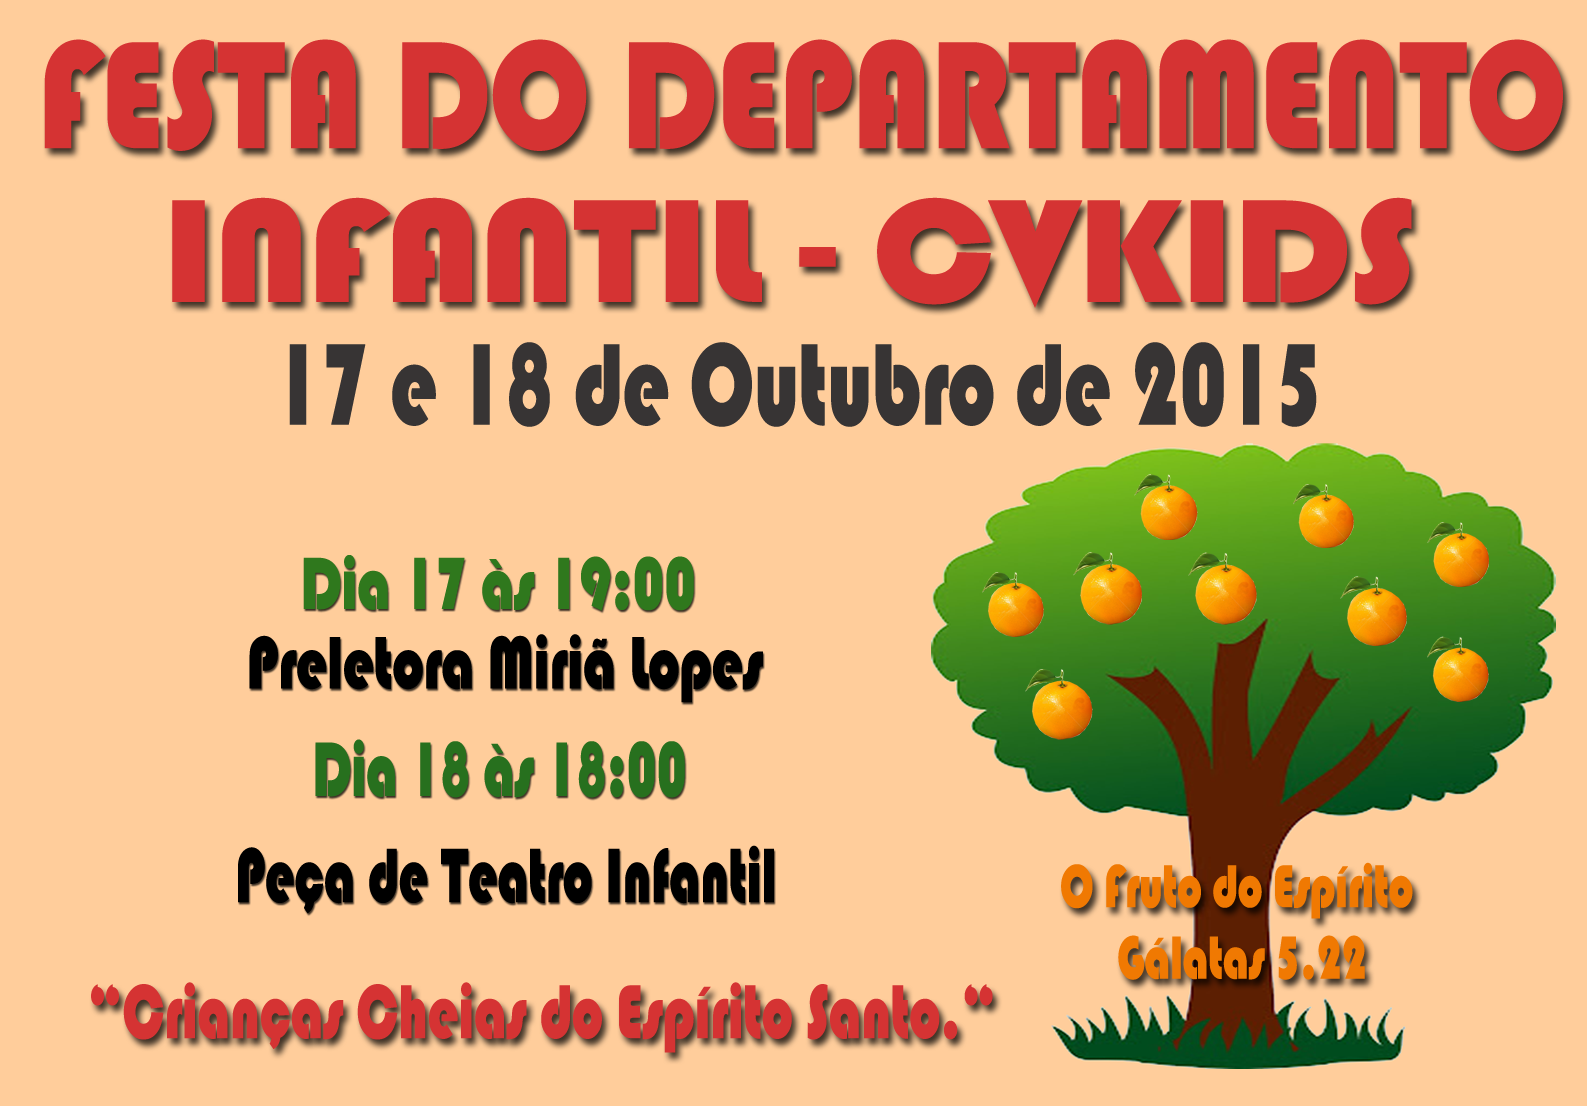 FESTA DO DEPARTAMENTO
INFANTIL - CVKIDS
17 e 18 de Outubro de 2015
Dia 17 às 19:00
Preletora Miriã Lopes
Dia 18 às 18:00
Peça de Teatro Infantil
O Fruto do Espírito
Gálatas 5.22
“Crianças Cheias do Espírito Santo.“